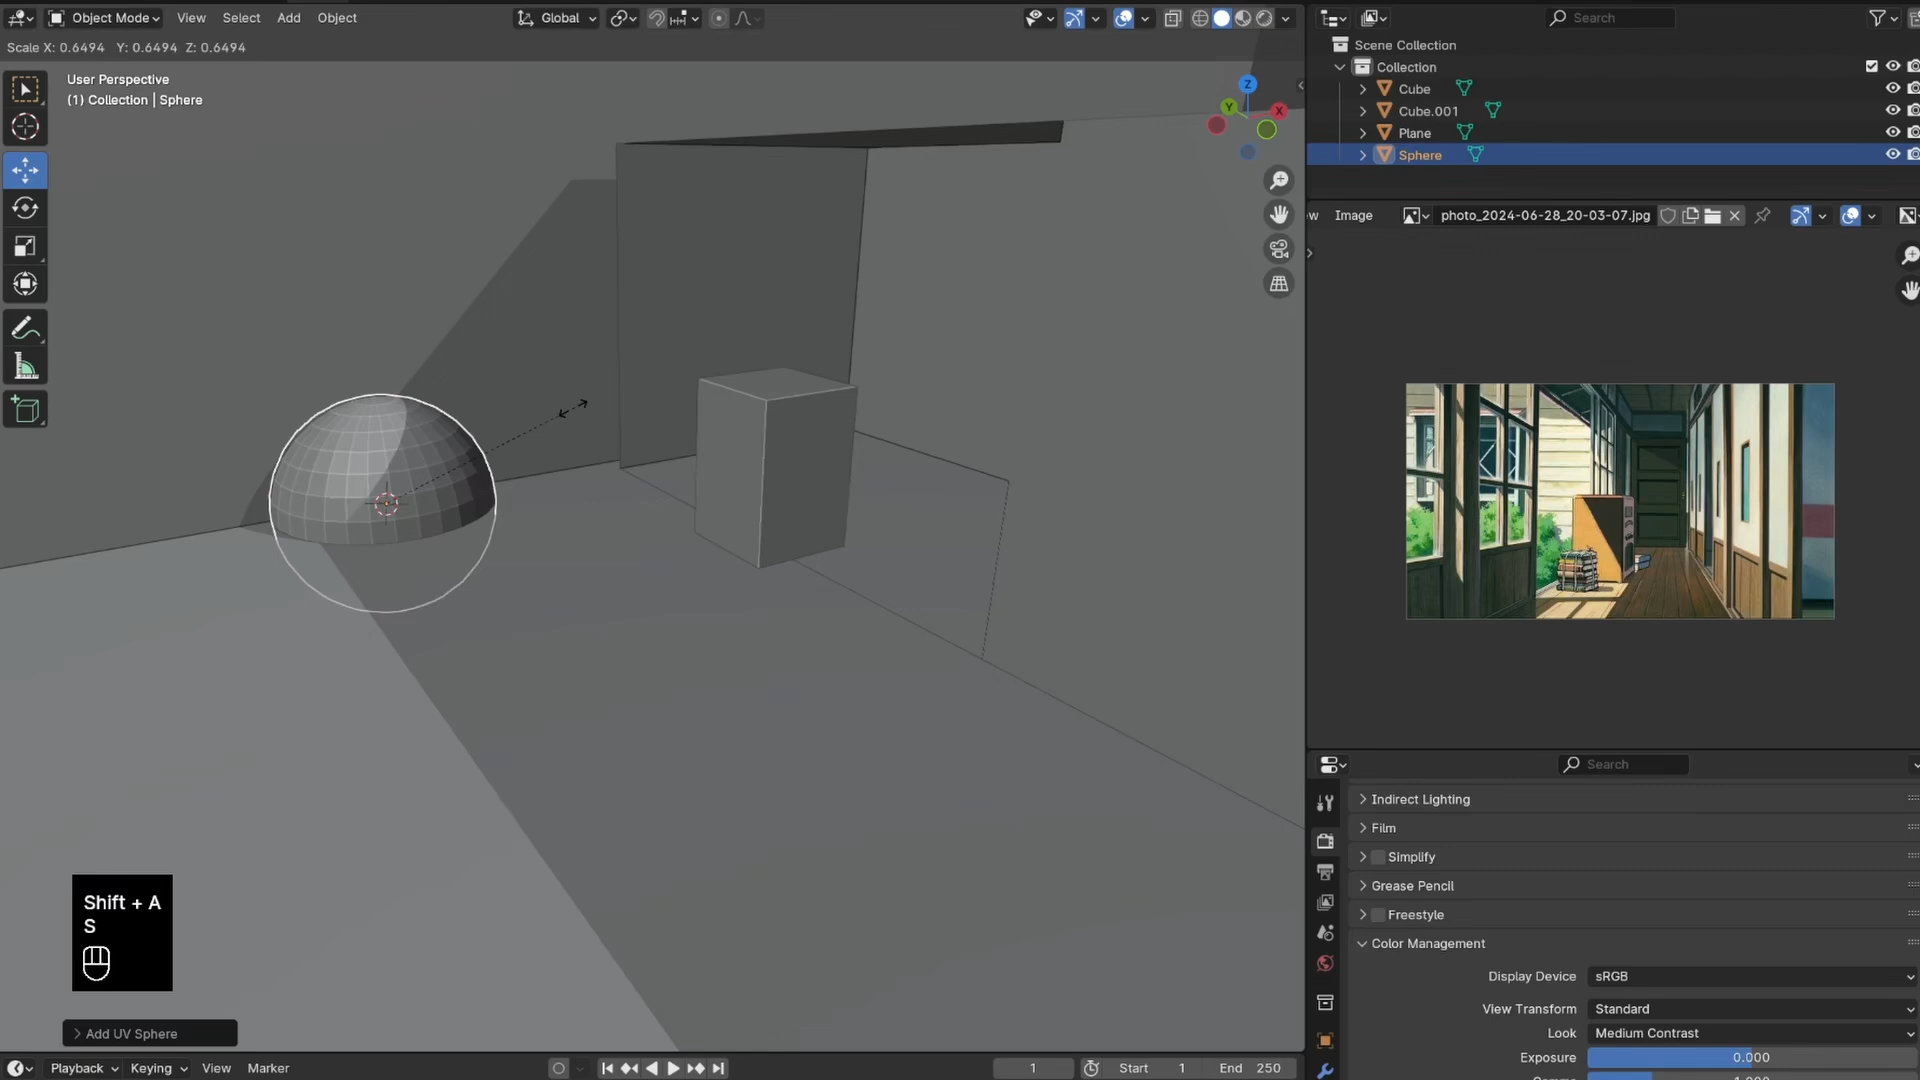 Object Mode View Select Add Object Global
Scale X: 0.6494 Y: 0.6494 Z: 0.6494
User Perspective
(1) Collection | Sphere
Z
Y
X
Shift + A
S
Add UV Sphere
Playback Keying View Marker 1 Start 1 End 250
Search
Scene Collection
Collection
Cube
Cube.001
Plane
Sphere
Image photo_2024-06-28_20-03-07.jpg
Search
Indirect Lighting
Film
Simplify
Grease Pencil
Freestyle
Color Management
Display Device sRGB
View Transform Standard
Look Medium Contrast
Exposure 0.000